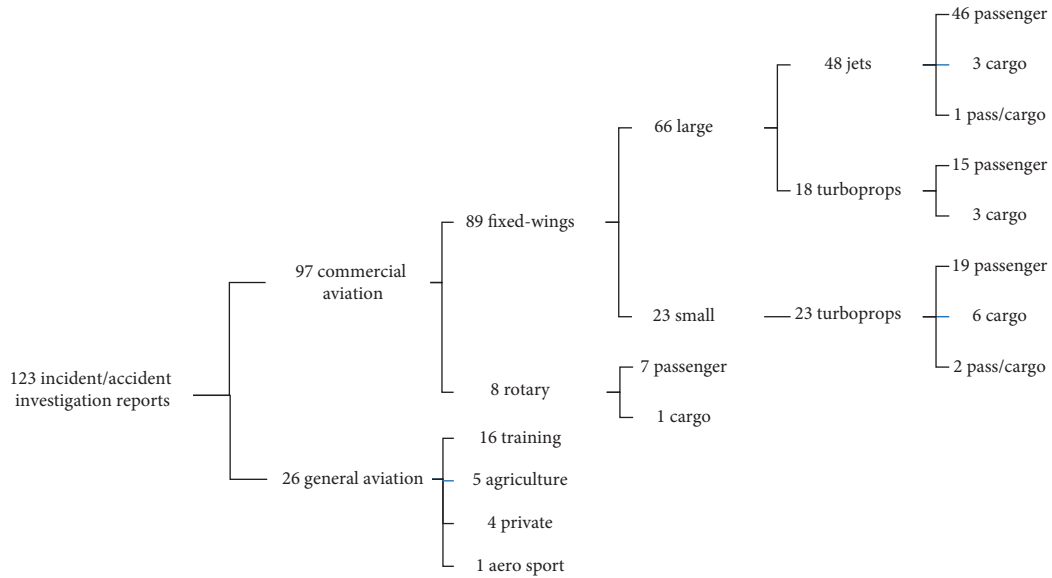 123 incident/accident
investigation reports
97 commercial
aviation
26 general aviation
89 fixed-wings
8 rotary
16 training
5 agriculture
4 private
1 aero sport
66 large
23 small
7 passenger
1 cargo
48 jets
18 turboprops
23 turboprops
46 passenger
3 cargo
1 pass/cargo
15 passenger
3 cargo
19 passenger
6 cargo
2 pass/cargo